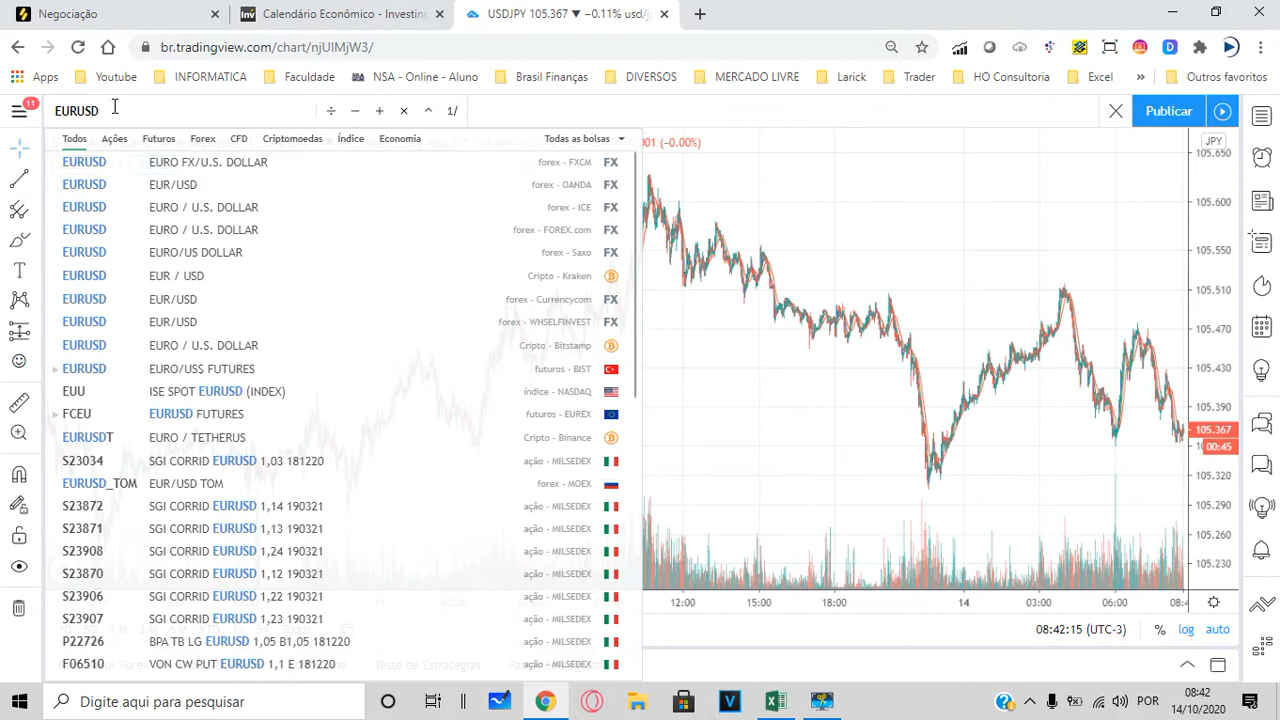 Negociação
Calendário Econômico - Investing
USDJPY 105.367 ▼ −0.11% usd/j
br.tradingview.com/chart/njUlMjW3/
Apps
Youtube
INFORMATICA
Faculdade
NSA - Online - Aluno
Brasil Finanças
DIVERSOS
MERCADO LIVRE
Larick
Trader
HO Consultoria
Excel
»
Outros favoritos
11
EURUSD
÷ − + × ^ 1/
Publicar
Todos Ações Futuros Forex CFD Criptomoedas Índice Economia Todas as bolsas
001 (−0.00%)
JPY
EURUSD EURO FX/U.S. DOLLAR forex - FXCM FX
EURUSD EUR/USD forex - OANDA FX
EURUSD EURO / U.S. DOLLAR forex - ICE FX
EURUSD EURO / U.S. DOLLAR forex - FOREX.com FX
EURUSD EURO/US DOLLAR forex - Saxo FX
EURUSD EUR / USD Cripto - Kraken
EURUSD EUR/USD forex - Currencycom FX
EURUSD EUR/USD forex - WHSELFINVEST FX
EURUSD EURO / U.S. DOLLAR Cripto - Bitstamp
EURUSD EURO/US$ FUTURES futuros - BIST
EUU ISE SPOT EURUSD (INDEX) índice - NASDAQ
FCEU EURUSD FUTURES futuros - EUREX
EURUSDT EURO / TETHERUS Cripto - Binance
S23034 SGI CORRID EURUSD 1,03 181220 ação - MILSEDEX
EURUSD_TOM EUR/USD TOM forex - MOEX
S23872 SGI CORRID EURUSD 1,14 190321 ação - MILSEDEX
S23871 SGI CORRID EURUSD 1,13 190321 ação - MILSEDEX
S23908 SGI CORRID EURUSD 1,24 190321 ação - MILSEDEX
S23870 SGI CORRID EURUSD 1,12 190321 ação - MILSEDEX
S23906 SGI CORRID EURUSD 1,22 190321 ação - MILSEDEX
S23907 SGI CORRID EURUSD 1,23 190321 ação - MILSEDEX
P22726 BPA TB LG EURUSD 1,05 B1,05 181220 ação - MILSEDEX
F06510 VON CW PUT EURUSD 1,1 E 181220 ação - MILSEDEX
105.650
105.600
105.550
105.510
105.470
105.430
105.390
105.367
00:45
105.320
105.290
105.260
105.230
12:00 15:00 18:00 14 03:00 06:00 08:4
08:42:15 (UTC-3) % log auto
Teste de Estratégias
Digite aqui para pesquisar
POR
08:42
14/10/2020